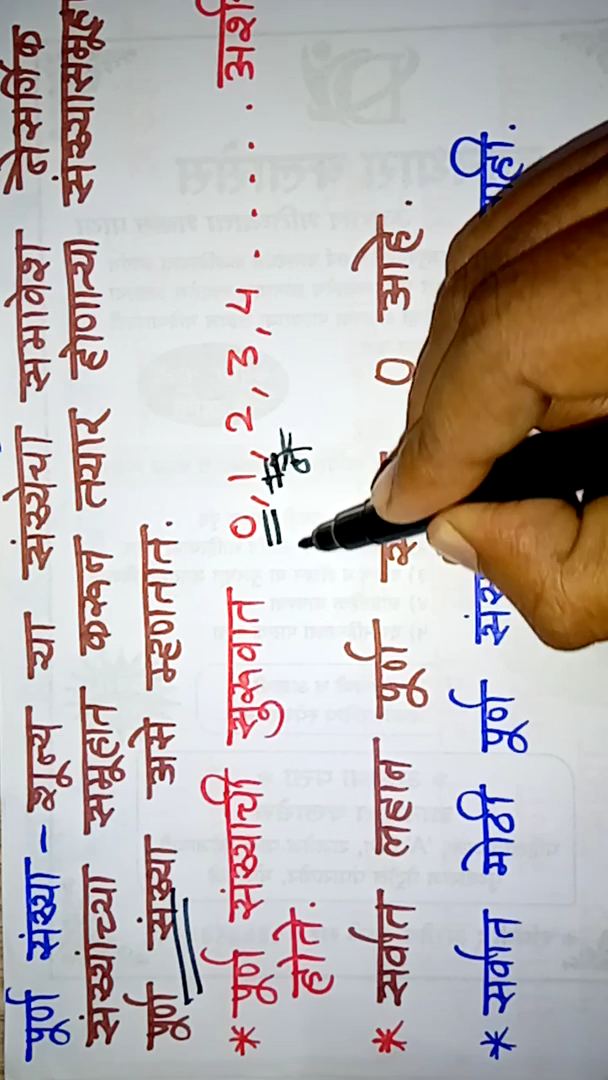 पूर्ण संख्या - शून्य या संख्येचा समावेश नैसर्गिक
संख्यांच्या समूहात करून तयार होणाऱ्या संख्यासमूहा
पूर्ण संख्या असे म्हणतात.
* पूर्ण संख्याची सुरुवात 0, 1, 2, 3, 4 . . . . . . अशी
होते.
* सर्वात लहान पूर्ण 0 आहे.
* सर्वात मोठी पूर्ण